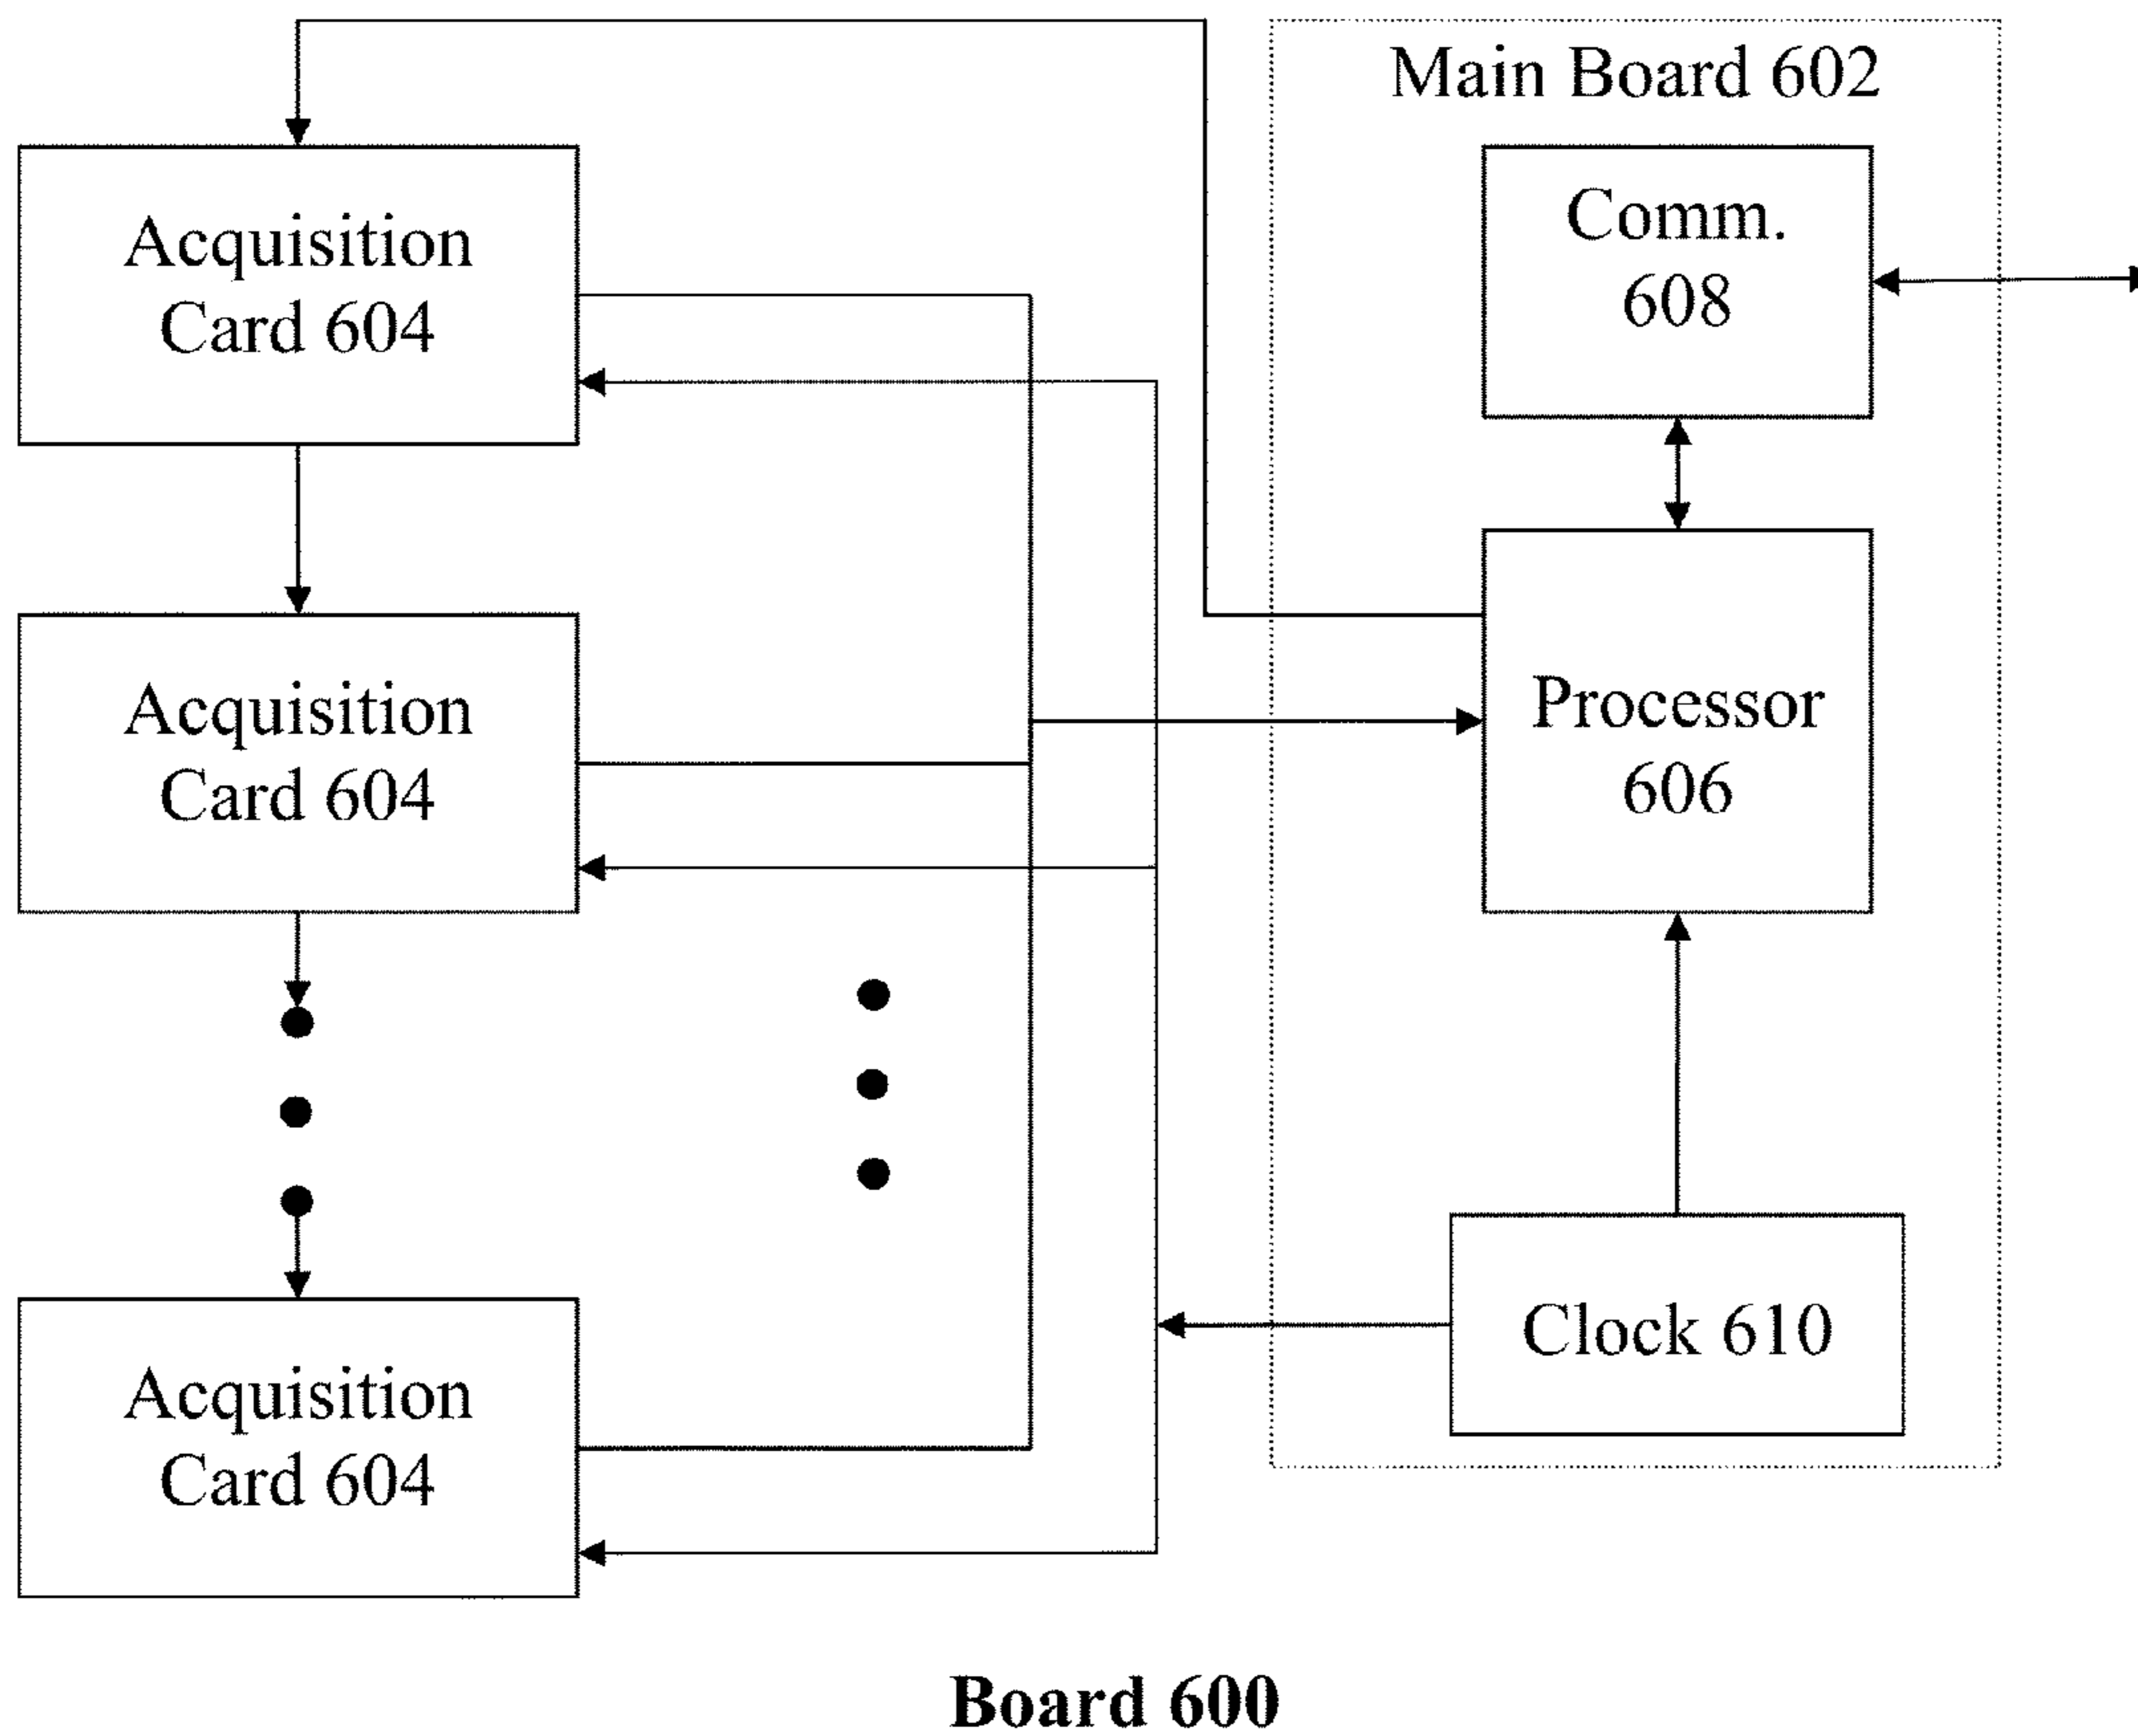 Main Board 602
Acquisition
Card 604
Comm.
608
Acquisition
Card 604
Processor
606
Clock 610
Acquisition
Card 604
Board 600